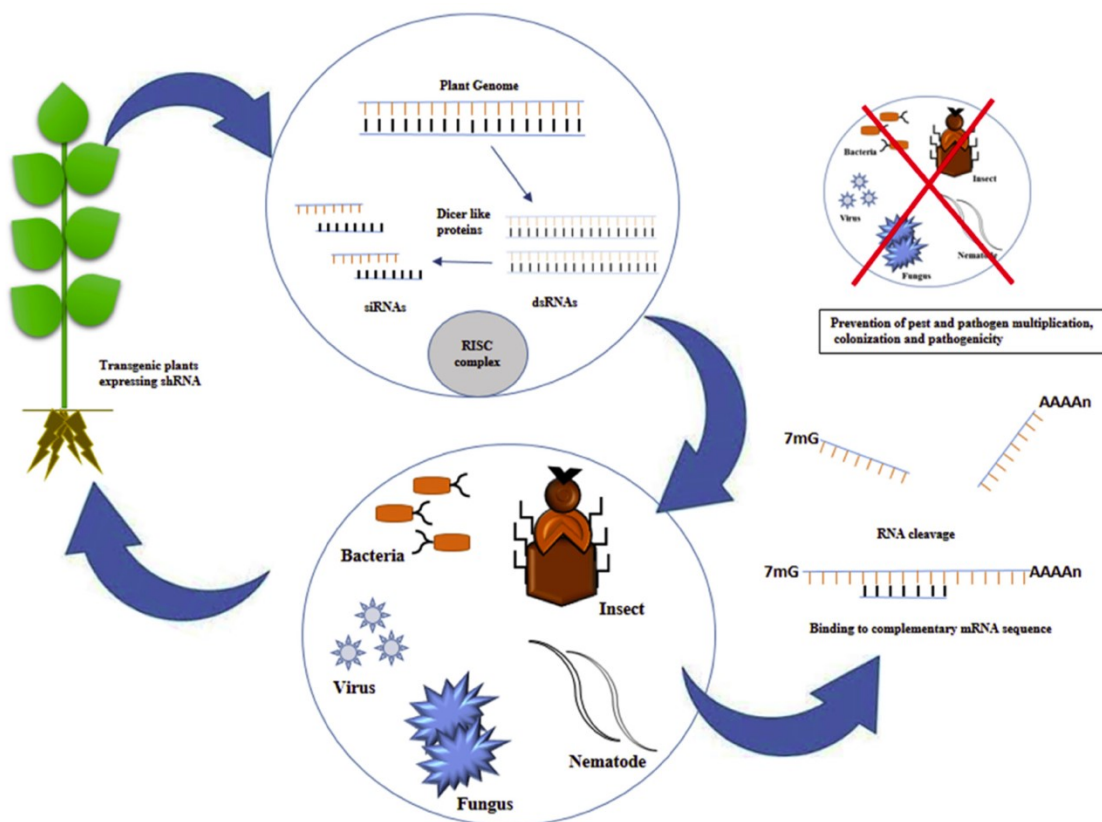 Plant Genome
Dicer like
proteins
siRNAs
dsRNAs
RISC
complex
Transgenic plants
expressing shRNA
Bacteria
Insect
Virus
Nematode
Fungus
Bacteria
Insect
Virus
Nematode
Fungus
Prevention of pest and pathogen multiplication,
colonization and pathogenicity
AAAAn
7mG
RNA cleavage
7mG
AAAAn
Binding to complementary mRNA sequence